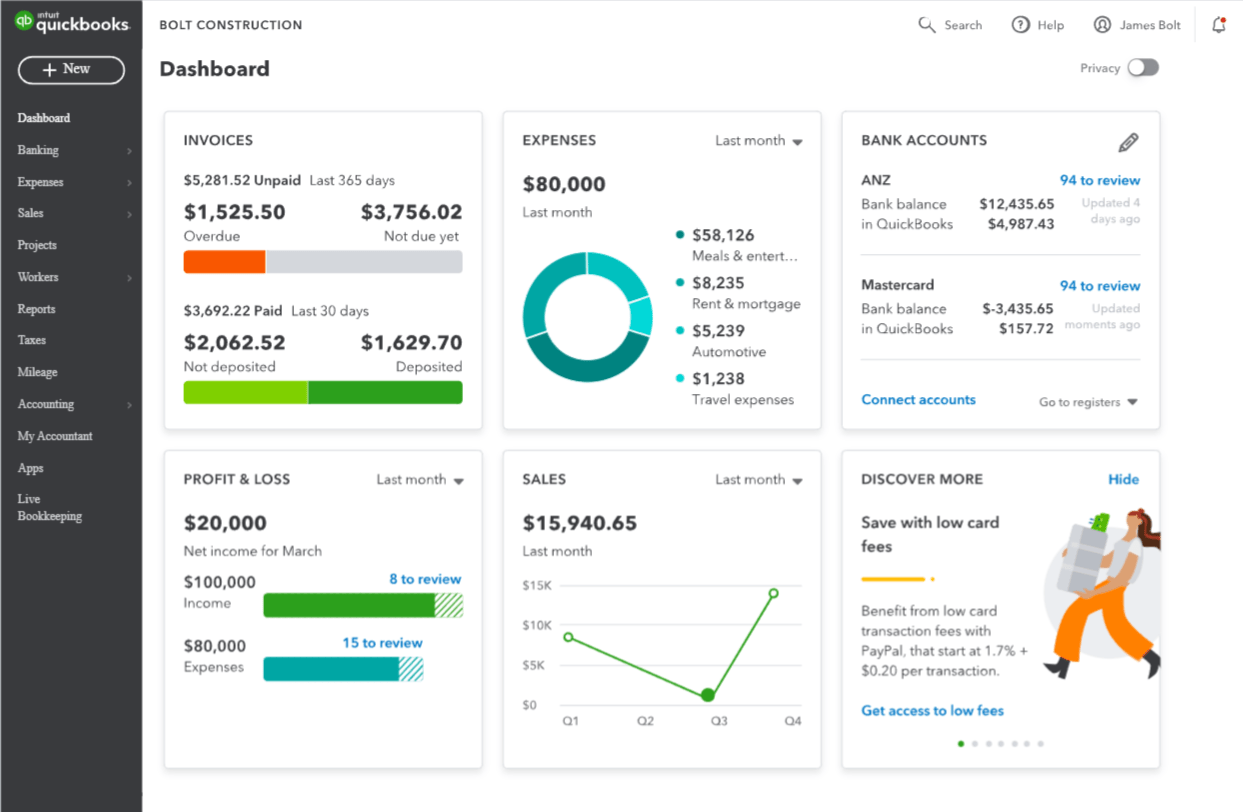 intuit
quickbooks.
BOLT CONSTRUCTION
Search
Help
James Bolt
+ New
Dashboard
Privacy
Dashboard
Banking
Expenses
Sales
Projects
Workers
Reports
Taxes
Mileage
Accounting
My Accountant
Apps
Live
Bookkeeping
INVOICES
$5,281.52 Unpaid Last 365 days
$1,525.50 $3,756.02
Overdue Not due yet
$3,692.22 Paid Last 30 days
$2,062.52 $1,629.70
Not deposited Deposited
EXPENSES Last month
$80,000
Last month
$58,126
Meals & entert...
$8,235
Rent & mortgage
$5,239
Automotive
$1,238
Travel expenses
BANK ACCOUNTS
ANZ 94 to review
Bank balance $12,435.65 Updated 4
in QuickBooks $4,987.43 days ago
Mastercard 94 to review
Bank balance $-3,435.65 Updated
in QuickBooks $157.72 moments ago
Connect accounts Go to registers
PROFIT & LOSS Last month
$20,000
Net income for March
$100,000 8 to review
Income
$80,000 15 to review
Expenses
SALES Last month
$15,940.65
Last month
$15K
$10K
$5K
$0
Q1 Q2 Q3 Q4
DISCOVER MORE Hide
Save with low card
fees
Benefit from low card
transaction fees with
PayPal, that start at 1.7% +
$0.20 per transaction.
Get access to low fees